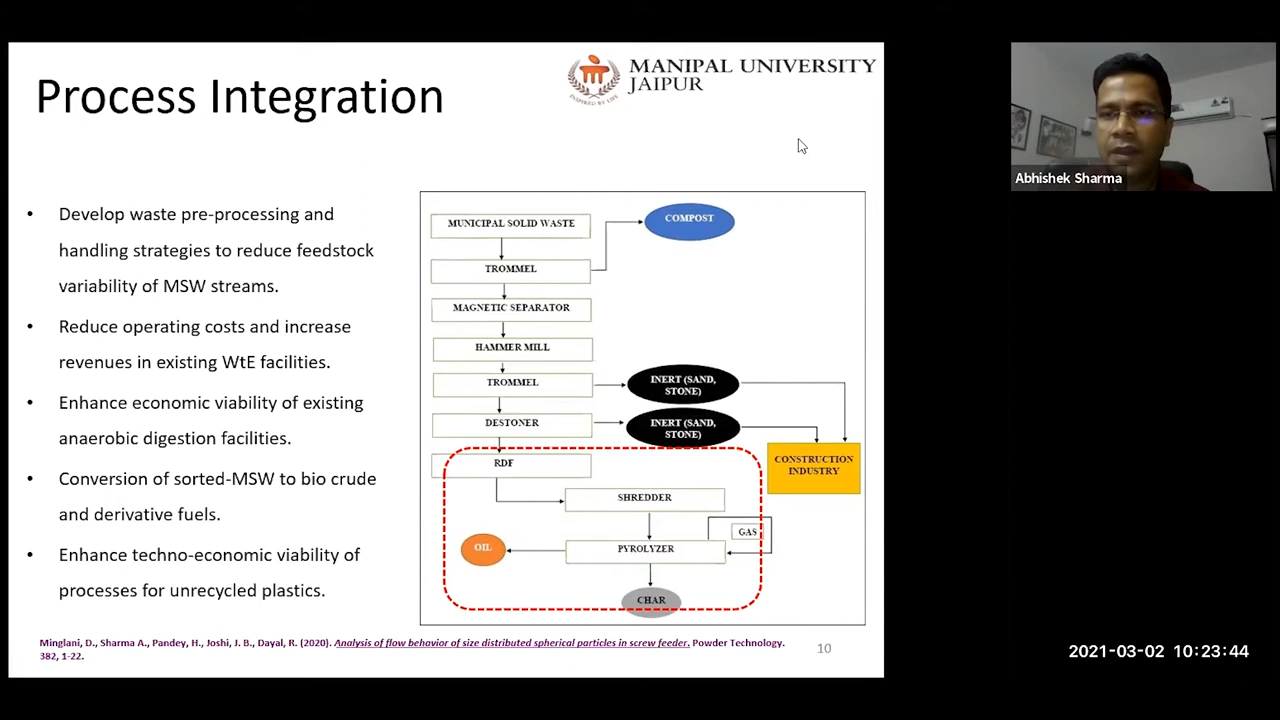 Process Integration
MANIPAL UNIVERSITY
JAIPUR
INSPIRED BY LIFE
Abhishek Sharma
• Develop waste pre-processing and
handling strategies to reduce feedstock
variability of MSW streams.
• Reduce operating costs and increase
revenues in existing WtE facilities.
• Enhance economic viability of existing
anaerobic digestion facilities.
• Conversion of sorted-MSW to bio crude
and derivative fuels.
• Enhance techno-economic viability of
processes for unrecycled plastics.
MUNICIPAL SOLID WASTE
COMPOST
TROMMEL
MAGNETIC SEPARATOR
HAMMER MILL
TROMMEL
INERT (SAND,
STONE)
DESTONER
INERT (SAND,
STONE)
CONSTRUCTION
INDUSTRY
RDF
SHREDDER
GAS
PYROLYZER
OIL
CHAR
Minglani, D., Sharma A., Pandey, H., Joshi, J. B., Dayal, R. (2020). Analysis of flow behavior of size distributed spherical particles in screw feeder. Powder Technology.
382, 1-22.
10
2021-03-02 10:23:44